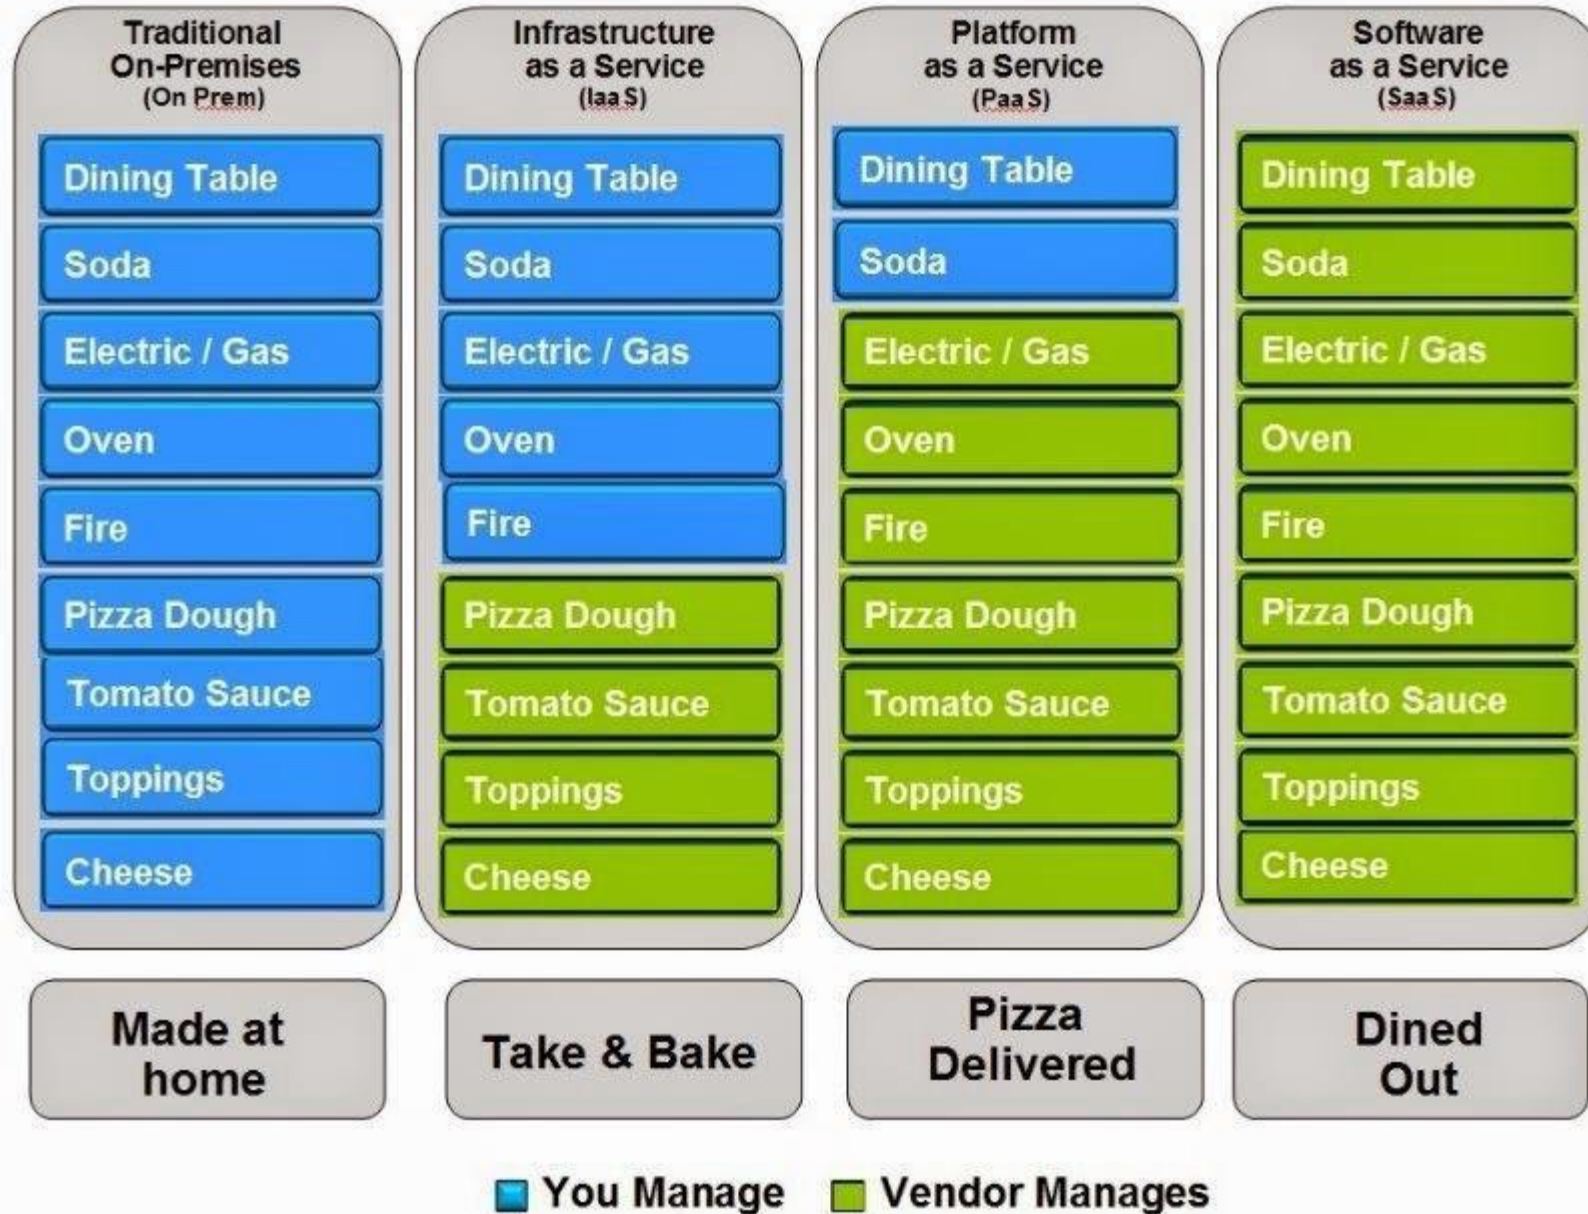 Traditional
On-Premises
(On Prem)
Dining Table
Soda
Electric / Gas
Oven
Fire
Pizza Dough
Tomato Sauce
Toppings
Cheese
Made at
home
Infrastructure
as a Service
(IaaS)
Dining Table
Soda
Electric / Gas
Oven
Fire
Pizza Dough
Tomato Sauce
Toppings
Cheese
Take & Bake
Platform
as a Service
(PaaS)
Dining Table
Soda
Electric / Gas
Oven
Fire
Pizza Dough
Tomato Sauce
Toppings
Cheese
Pizza
Delivered
Software
as a Service
(SaaS)
Dining Table
Soda
Electric / Gas
Oven
Fire
Pizza Dough
Tomato Sauce
Toppings
Cheese
Dined
Out
You Manage
Vendor Manages